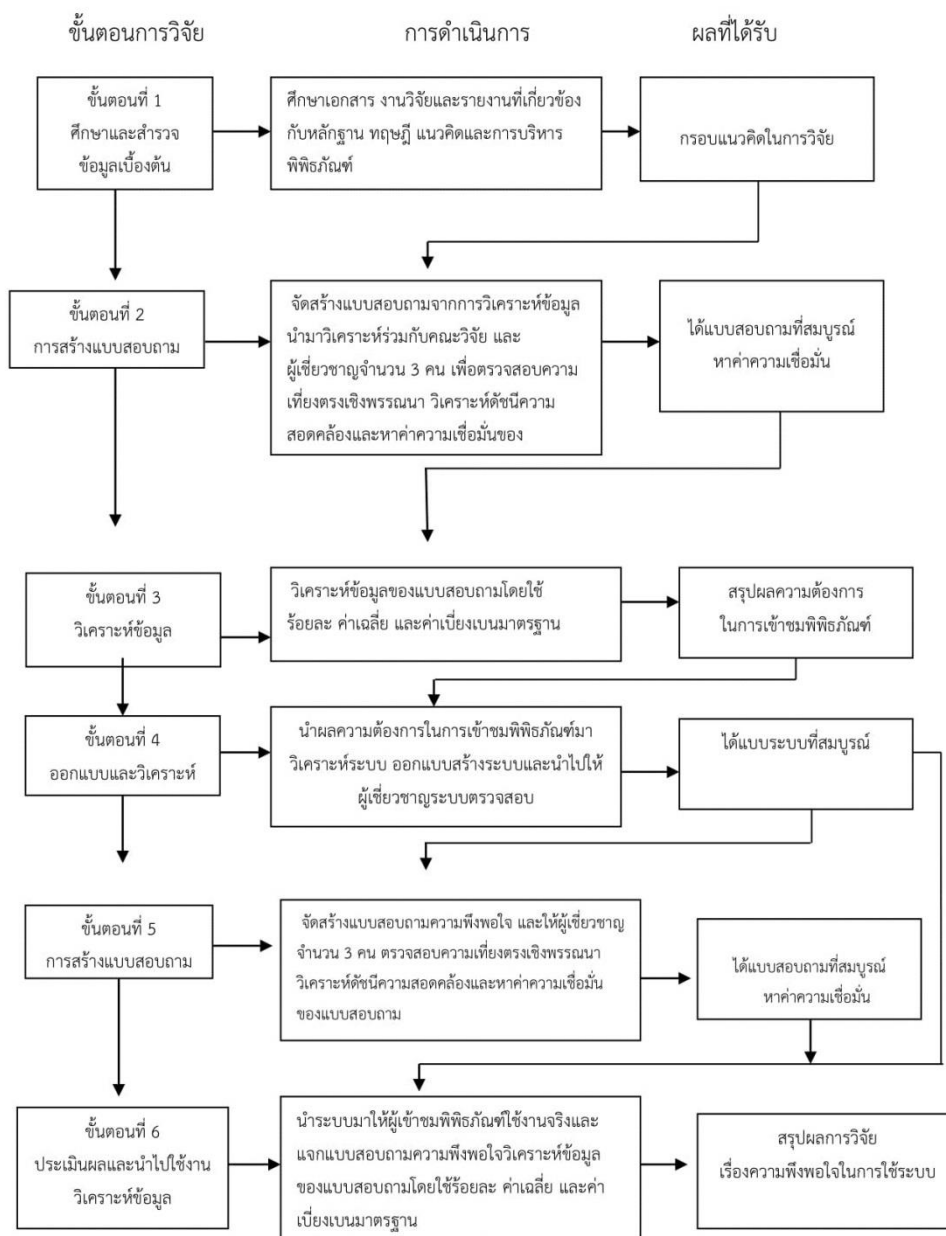 ขั้นตอนการวิจัย
การดำเนินการ
ผลที่ได้รับ
ขั้นตอนที่ 1
ศึกษาและสำรวจ
ข้อมูลเบื้องต้น
ศึกษาเอกสาร งานวิจัยและรายงานที่เกี่ยวข้อง
กับหลักฐาน ทฤษฎี แนวคิดและการบริหาร
พิพิธภัณฑ์
กรอบแนวคิดในการวิจัย
ขั้นตอนที่ 2
การสร้างแบบสอบถาม
จัดสร้างแบบสอบถามจากการวิเคราะห์ข้อมูล
นำมาวิเคราะห์ร่วมกับคณะวิจัย และ
ผู้เชี่ยวชาญจำนวน 3 คน เพื่อตรวจสอบความ
เที่ยงตรงเชิงพรรณนา วิเคราะห์ดัชนีความ
สอดคล้องและหาค่าความเชื่อมั่นของ
ได้แบบสอบถามที่สมบูรณ์
หาค่าความเชื่อมั่น
ขั้นตอนที่ 3
วิเคราะห์ข้อมูล
วิเคราะห์ข้อมูลของแบบสอบถามโดยใช้
ร้อยละ ค่าเฉลี่ย และค่าเบี่ยงเบนมาตรฐาน
สรุปผลความต้องการ
ในการเข้าชมพิพิธภัณฑ์
ขั้นตอนที่ 4
ออกแบบและวิเคราะห์
นำผลความต้องการในการเข้าชมพิพิธภัณฑ์มา
วิเคราะห์ระบบ ออกแบบสร้างระบบและนำไปให้
ผู้เชี่ยวชาญระบบตรวจสอบ
ได้แบบระบบที่สมบูรณ์
ขั้นตอนที่ 5
การสร้างแบบสอบถาม
จัดสร้างแบบสอบถามความพึงพอใจ และให้ผู้เชี่ยวชาญ
จำนวน 3 คน ตรวจสอบความเที่ยงตรงเชิงพรรณนา
วิเคราะห์ดัชนีความสอดคล้องและหาค่าความเชื่อมั่น
ของแบบสอบถาม
ได้แบบสอบถามที่สมบูรณ์
หาค่าความเชื่อมั่น
ขั้นตอนที่ 6
ประเมินผลและนำไปใช้งาน
วิเคราะห์ข้อมูล
นำระบบมาให้ผู้เข้าชมพิพิธภัณฑ์ใช้งานจริงและ
แจกแบบสอบถามความพึงพอใจวิเคราะห์ข้อมูล
ของแบบสอบถามโดยใช้ร้อยละ ค่าเฉลี่ย และค่า
เบี่ยงเบนมาตรฐาน
สรุปผลการวิจัย
เรื่องความพึงพอใจในการใช้ระบบ